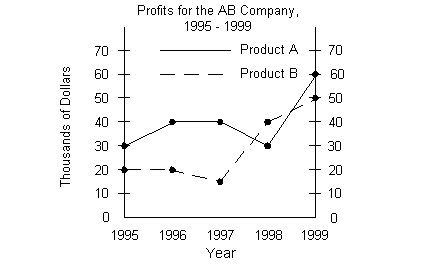 Profits for the AB Company,
1995 - 1999
Product A
Product B
Thousands of Dollars
70
60
50
40
30
20
10
0
70
60
50
40
30
20
10
0
1995 1996 1997 1998 1999
Year